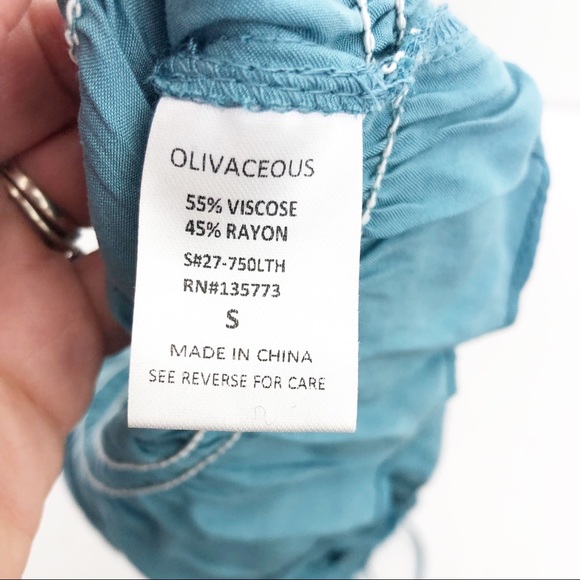 OLIVACEOUS
55% VISCOSE
45% RAYON
S#27-750LTH
RN#135773
S
MADE IN CHINA
SEE REVERSE FOR CARE